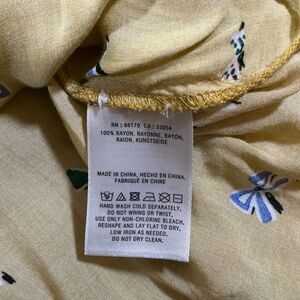 RN : 66170 CA : 32054
100% RAYON, RAYONNE, RAYÓN,
RAION, KUNSTSEIDE
MADE IN CHINA, HECHO EN CHINA,
FABRIQUÉ EN CHINE
HAND WASH COLD SEPARATELY.
DO NOT WRING OR TWIST.
USE ONLY NON-CHLORINE BLEACH.
RESHAPE AND LAY FLAT TO DRY.
LOW IRON AS NEEDED.
DO NOT DRY CLEAN.